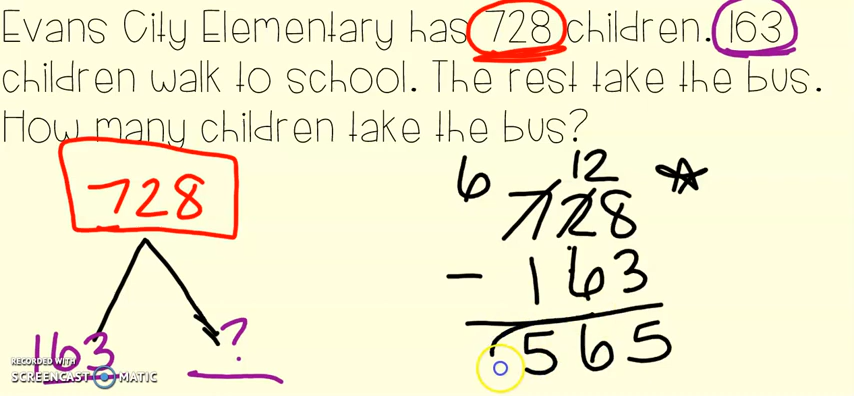 Evans City Elementary has 728 children. 163
children walk to school. The rest take the bus.
How many children take the bus?
6 12
728
728
- 163
565
163 ?
RECORDED WITH
SCREENCAST MATIC